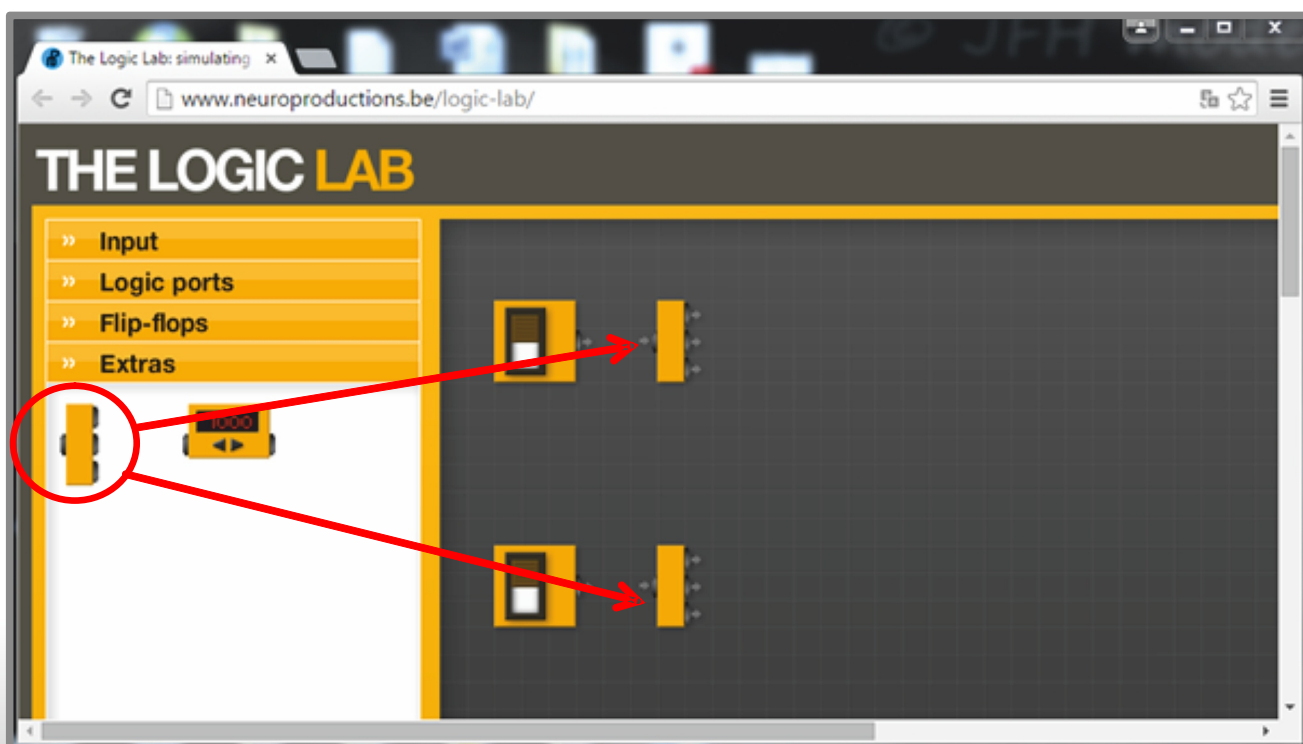 © JFH
The Logic Lab: simulating
www.neuroproductions.be/logic-lab/
THE LOGIC LAB
Input
Logic ports
Flip-flops
Extras
1000